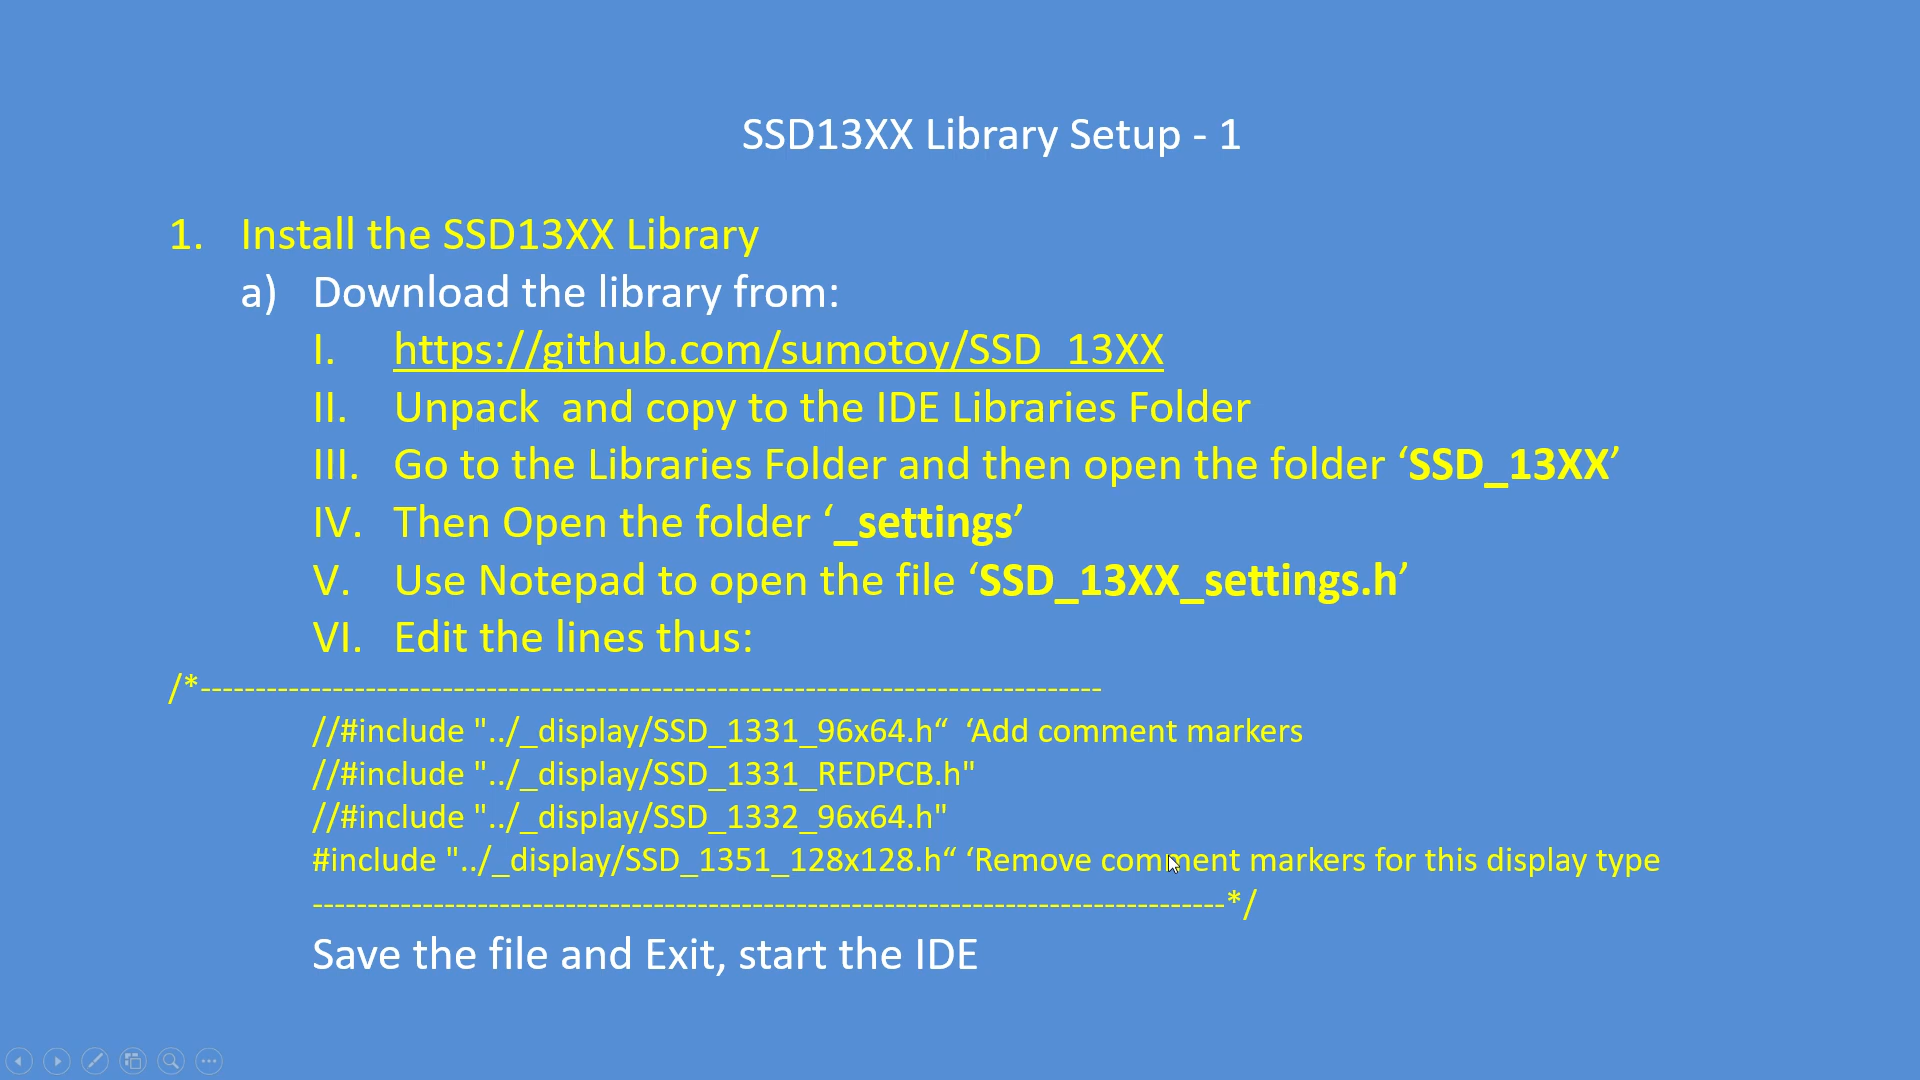 SSD13XX Library Setup - 1
1. Install the SSD13XX Library
a) Download the library from:
I. https://github.com/sumotoy/SSD_13XX
II. Unpack  and copy to the IDE Libraries Folder
III. Go to the Libraries Folder and then open the folder ‘SSD_13XX’
IV. Then Open the folder ‘_settings’
V. Use Notepad to open the file ‘SSD_13XX_settings.h’
VI. Edit the lines thus:
/*-----------------------------------------------------------------------------------
//#include "../_display/SSD_1331_96x64.h“  ‘Add comment markers
//#include "../_display/SSD_1331_REDPCB.h"
//#include "../_display/SSD_1332_96x64.h"
#include "../_display/SSD_1351_128x128.h“ ‘Remove comment markers for this display type
------------------------------------------------------------------------------------*/
Save the file and Exit, start the IDE